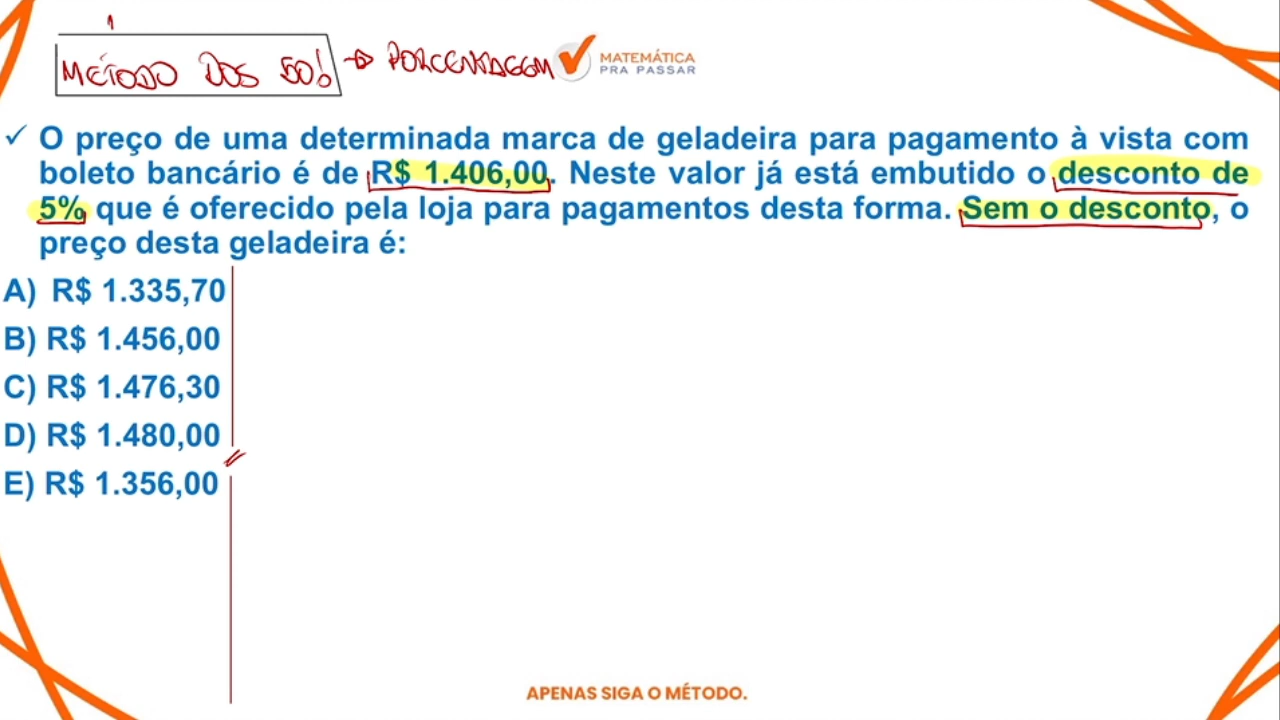 MÉTODO DOS 50! → PORCENTAGEM
MATEMÁTICA
PRA PASSAR
✓ O preço de uma determinada marca de geladeira para pagamento à vista com
boleto bancário é de R$ 1.406,00. Neste valor já está embutido o desconto de
5% que é oferecido pela loja para pagamentos desta forma. Sem o desconto, o
preço desta geladeira é:
A) R$ 1.335,70
B) R$ 1.456,00
C) R$ 1.476,30
D) R$ 1.480,00
E) R$ 1.356,00
APENAS SIGA O MÉTODO.